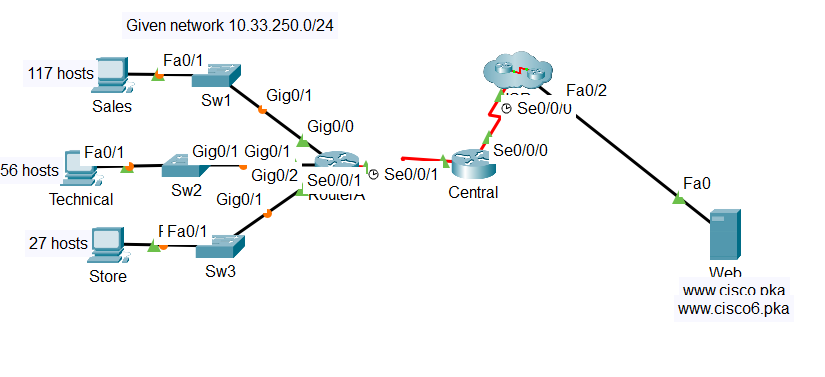 Given network 10.33.250.0/24
117 hosts
Fa0/1
Sales
Sw1
Gig0/1
Gig0/0
Fa0/2
Se0/0/0
Se0/0/0
56 hosts
Fa0/1
Gig0/1
Gig0/1
Technical
Sw2
Gig0/2
Se0/0/1
Se0/0/1
RouterA
Central
Fa0
Gig0/1
27 hosts
Fa0/1
Store
Sw3
Web
www.cisco.pka
www.cisco6.pka